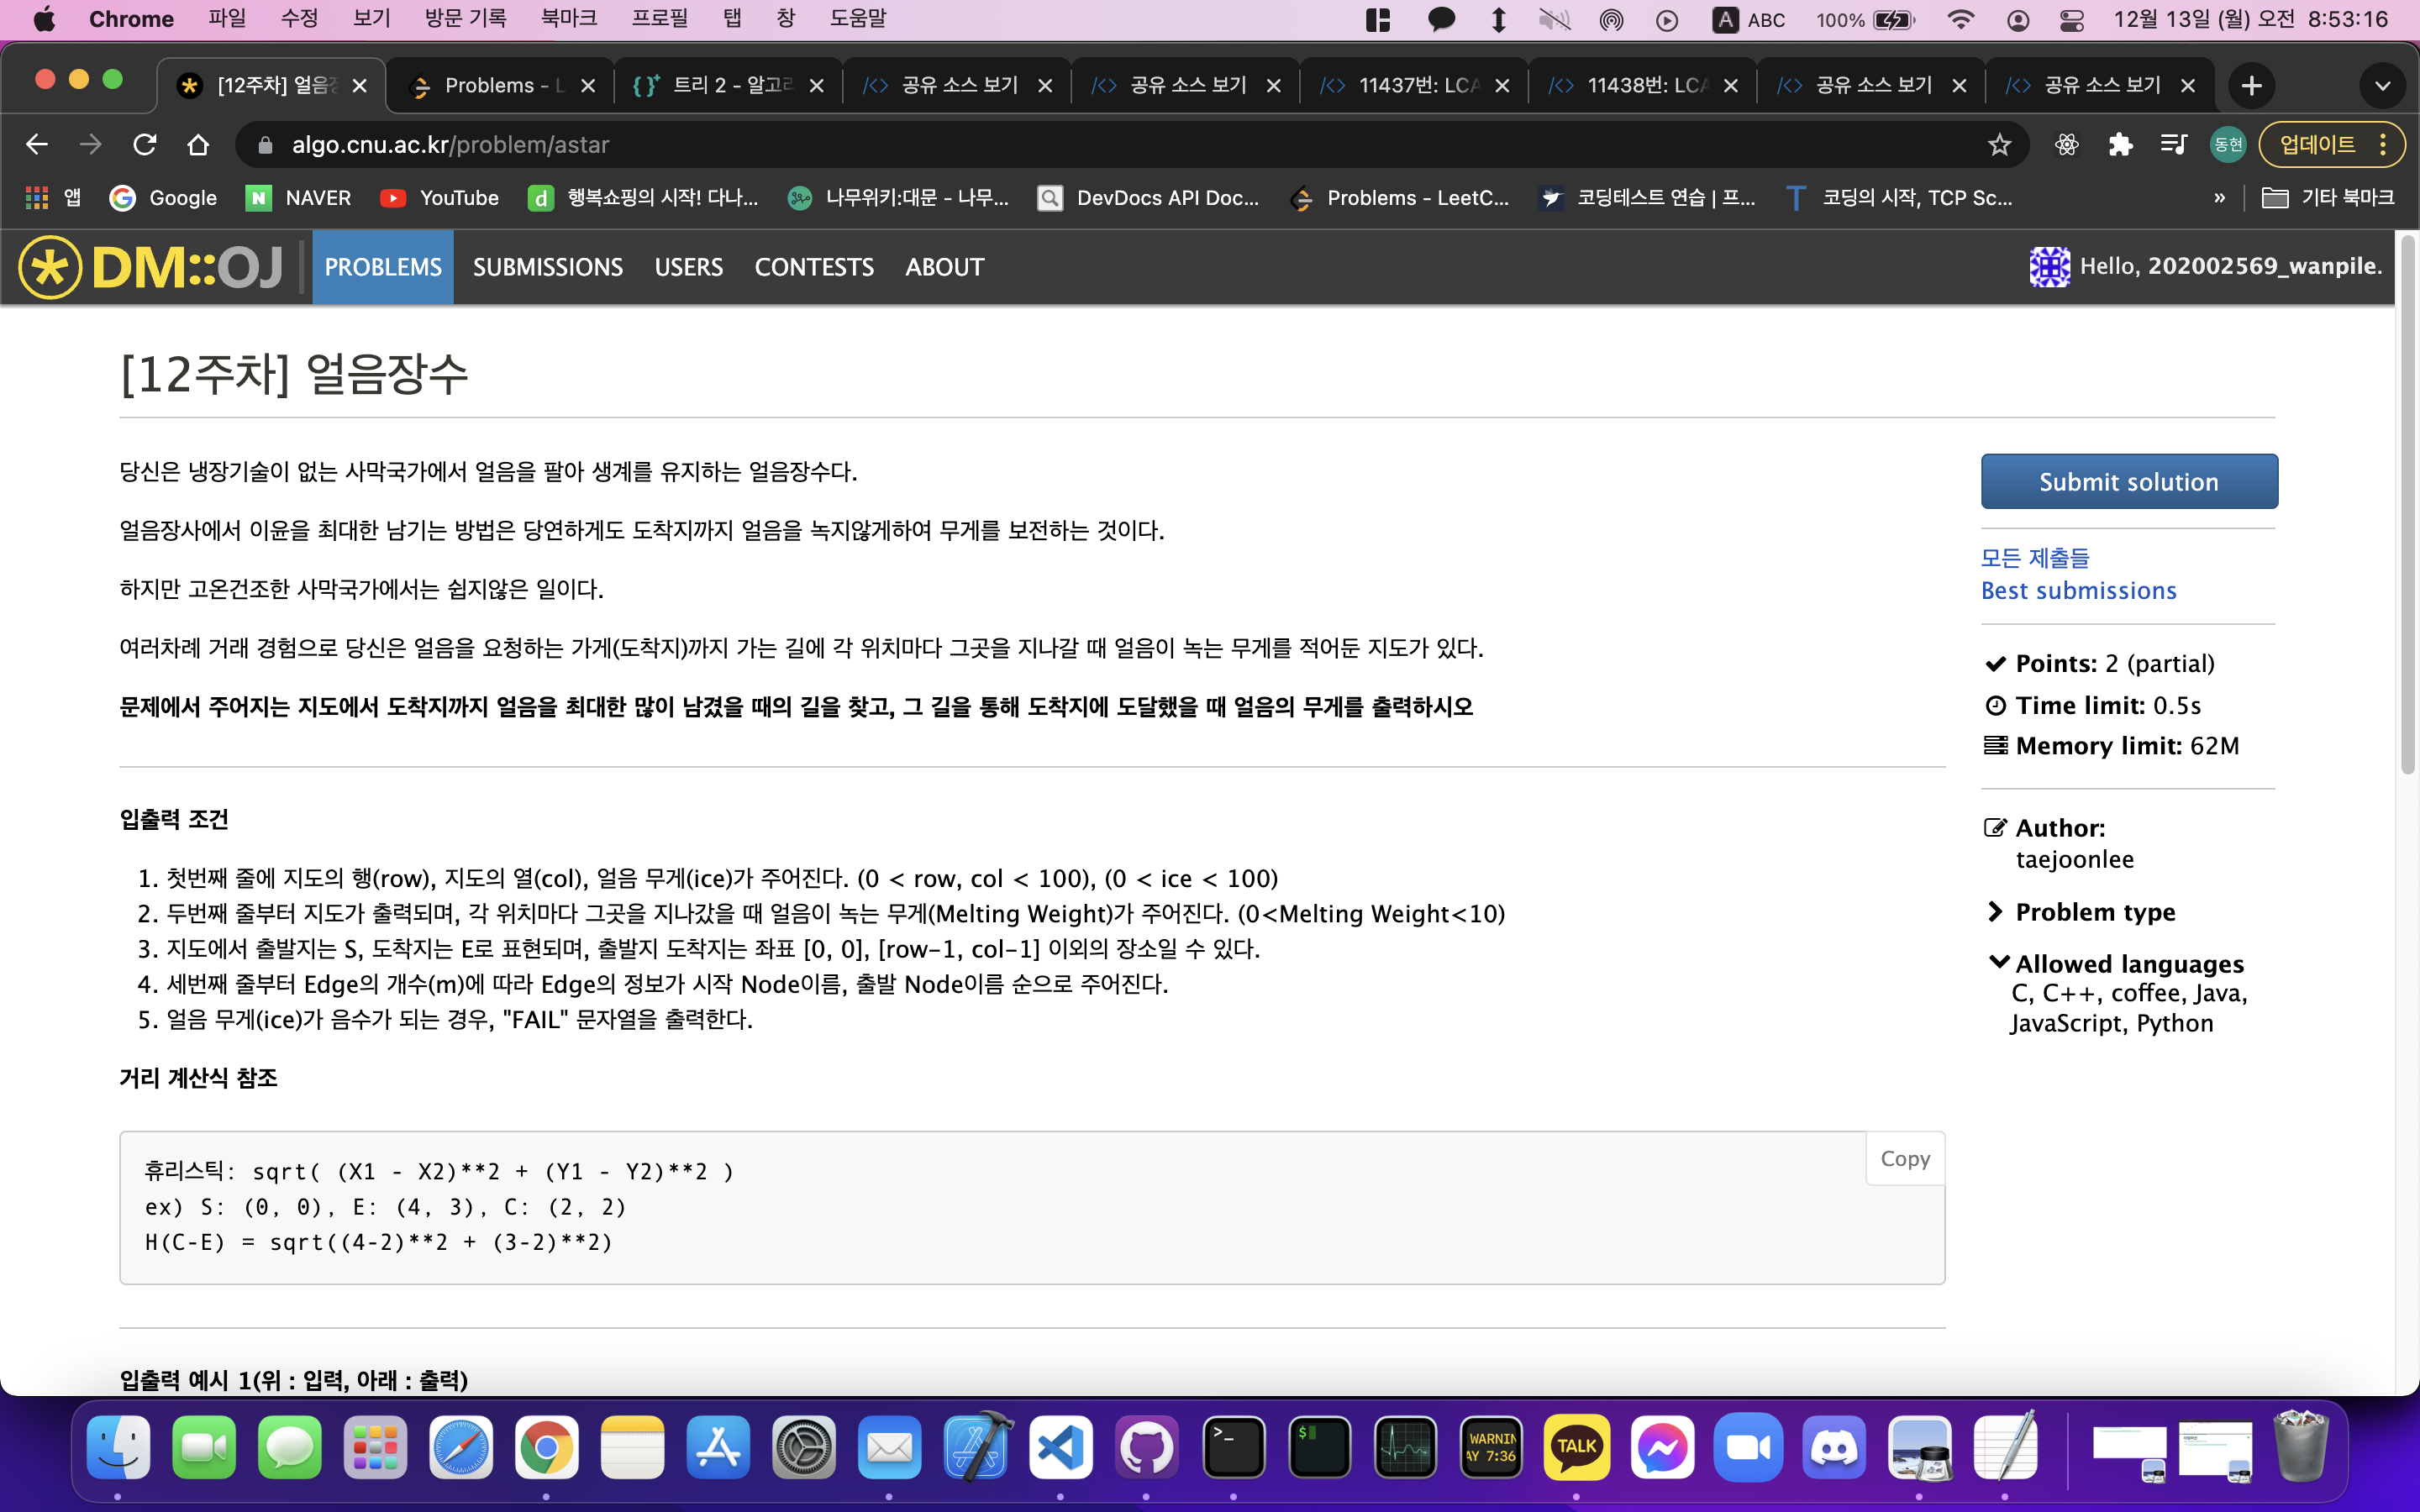 Chrome 파일 수정 보기 방문 기록 북마크 프로필 탭 창 도움말 A ABC 100% 12월 13일 (월) 오전 8:53:16
[12주차] 얼음장 Problems - L 트리 2 - 알고리 공유 소스 보기 공유 소스 보기 11437번: LCA 11438번: LCA 공유 소스 보기 공유 소스 보기
algo.cnu.ac.kr/problem/astar 동현 업데이트
앱 Google NAVER YouTube 행복쇼핑의 시작! 다나... 나무위키:대문 - 나무... DevDocs API Doc... Problems - LeetC... 코딩테스트 연습 | 프... 코딩의 시작, TCP Sc... » 기타 북마크
DM::OJ PROBLEMS SUBMISSIONS USERS CONTESTS ABOUT Hello, 202002569_wanpile.
[12주차] 얼음장수
당신은 냉장기술이 없는 사막국가에서 얼음을 팔아 생계를 유지하는 얼음장수다.
얼음장사에서 이윤을 최대한 남기는 방법은 당연하게도 도착지까지 얼음을 녹지않게하여 무게를 보전하는 것이다.
하지만 고온건조한 사막국가에서는 쉽지않은 일이다.
여러차례 거래 경험으로 당신은 얼음을 요청하는 가게(도착지)까지 가는 길에 각 위치마다 그곳을 지나갈 때 얼음이 녹는 무게를 적어둔 지도가 있다.
문제에서 주어지는 지도에서 도착지까지 얼음을 최대한 많이 남겼을 때의 길을 찾고, 그 길을 통해 도착지에 도달했을 때 얼음의 무게를 출력하시오
입출력 조건
1. 첫번째 줄에 지도의 행(row), 지도의 열(col), 얼음 무게(ice)가 주어진다. (0 < row, col < 100), (0 < ice < 100)
2. 두번째 줄부터 지도가 출력되며, 각 위치마다 그곳을 지나갔을 때 얼음이 녹는 무게(Melting Weight)가 주어진다. (0<Melting Weight<10)
3. 지도에서 출발지는 S, 도착지는 E로 표현되며, 출발지 도착지는 좌표 [0, 0], [row-1, col-1] 이외의 장소일 수 있다.
4. 세번째 줄부터 Edge의 개수(m)에 따라 Edge의 정보가 시작 Node이름, 출발 Node이름 순으로 주어진다.
5. 얼음 무게(ice)가 음수가 되는 경우, "FAIL" 문자열을 출력한다.
거리 계산식 참조
Copy
휴리스틱: sqrt( (X1 - X2)**2 + (Y1 - Y2)**2 )
ex) S: (0, 0), E: (4, 3), C: (2, 2)
H(C-E) = sqrt((4-2)**2 + (3-2)**2)
입출력 예시 1(위 : 입력, 아래 : 출력)
Submit solution
모든 제출들
Best submissions
Points: 2 (partial)
Time limit: 0.5s
Memory limit: 62M
Author:
taejoonlee
Problem type
Allowed languages
C, C++, coffee, Java,
JavaScript, Python
WARNIN
AY 7:36
TALK